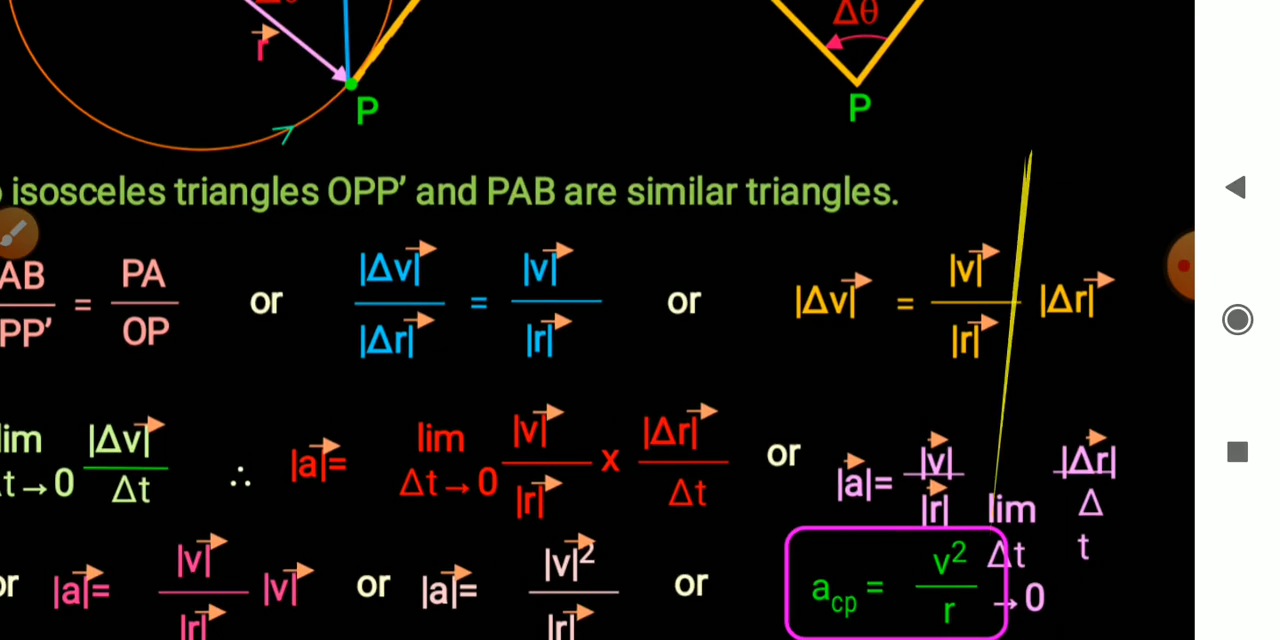 Δθ
r
P
P
isosceles triangles OPP′ and PAB are similar triangles.
AB/PP′ = PA/OP or |Δv|/|Δr| = |v|/|r| or |Δv| = |v|/|r| |Δr|
lim t→0 |Δv|/Δt ∴ |a|= lim Δt→0 |v|/|r| x |Δr|/Δt or |a|= |v|/|r| lim Δt→0 |Δr|/Δt
or |a|= |v|/|r| |v| or |a|= |v|²/|r| or a_cp = v²/r